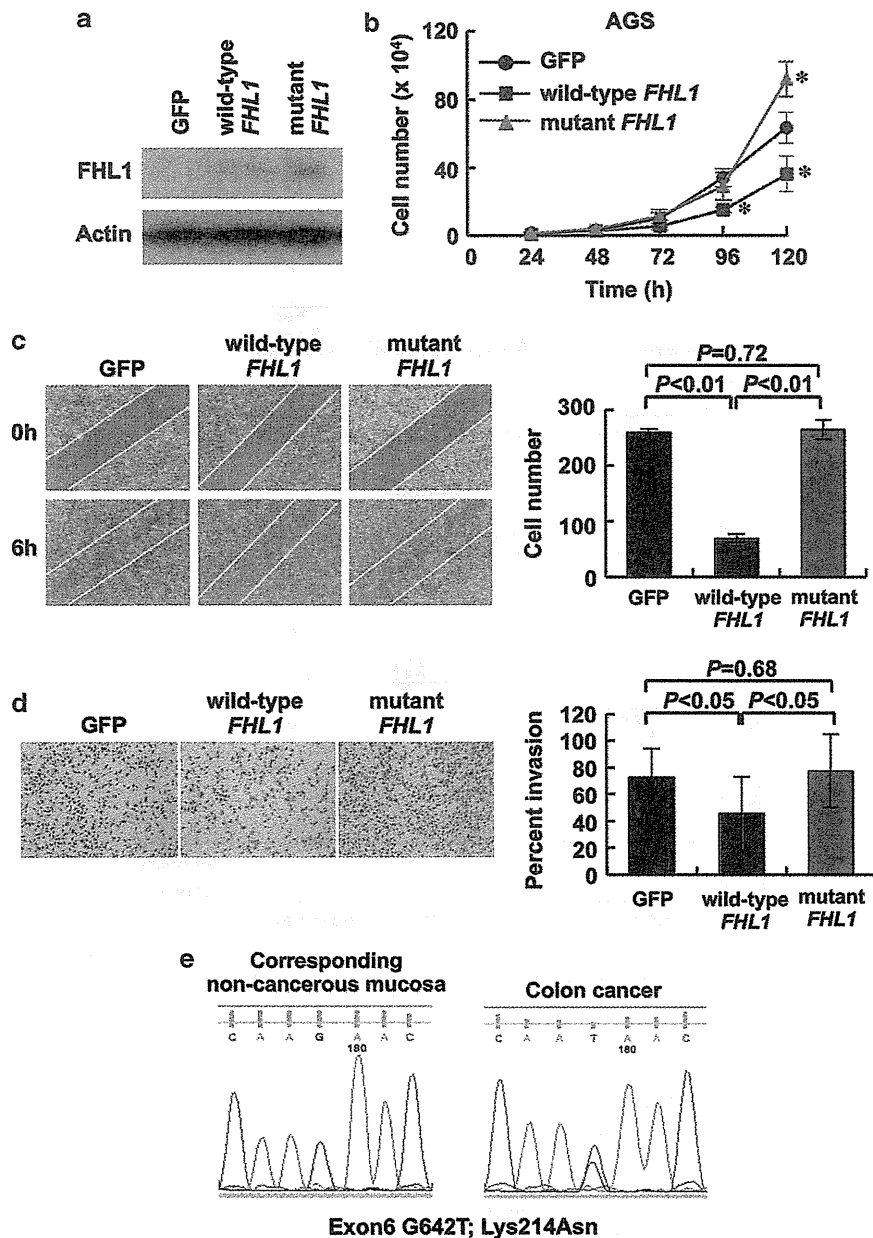 a
GFP
wild-type
FHL1
mutant
FHL1
FHL1
Actin
b
AGS
Cell number (x 10⁴)
120
80
40
0
GFP
wild-type FHL1
mutant FHL1
*
*
*
0 24 48 72 96 120
Time (h)
c
GFP
wild-type
FHL1
mutant
FHL1
0h
6h
P=0.72
P<0.01 P<0.01
Cell number
300
200
100
0
GFP
wild-type
FHL1
mutant
FHL1
d
GFP
wild-type
FHL1
mutant
FHL1
P=0.68
P<0.05 P<0.05
Percent invasion
120
100
80
60
40
20
0
GFP
wild-type
FHL1
mutant
FHL1
e
Corresponding
non-cancerous mucosa
C A A G A A C
180
Colon cancer
C A A T A A C
180
Exon6 G642T; Lys214Asn